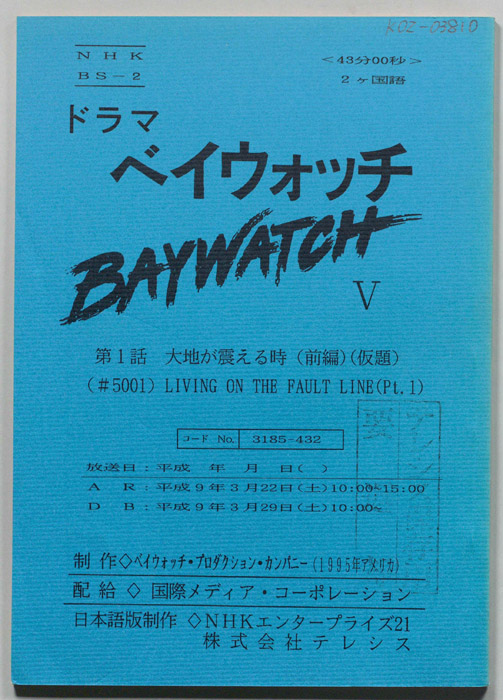 K02-03810
NHK
BS-2
<43分00秒>
2ヶ国語
ドラマ
ベイウォッチ
BAYWATCH
V
第1話 大地が震える時 (前編)(仮題)
(#5001) LIVING ON THE FAULT LINE(Pt.1)
コード No. 3185-432
放送日:平成 年 月 日( )
A R:平成9年3月22日(土)10:00~15:00
D B:平成9年3月29日(土)10:00~
制作◇ベイウォッチ・プロダクション・カンパニー(1995年アメリカ)
配給◇国際メディア・コーポレーション
日本語版制作◇NHKエンタープライズ21
株式会社テレシス